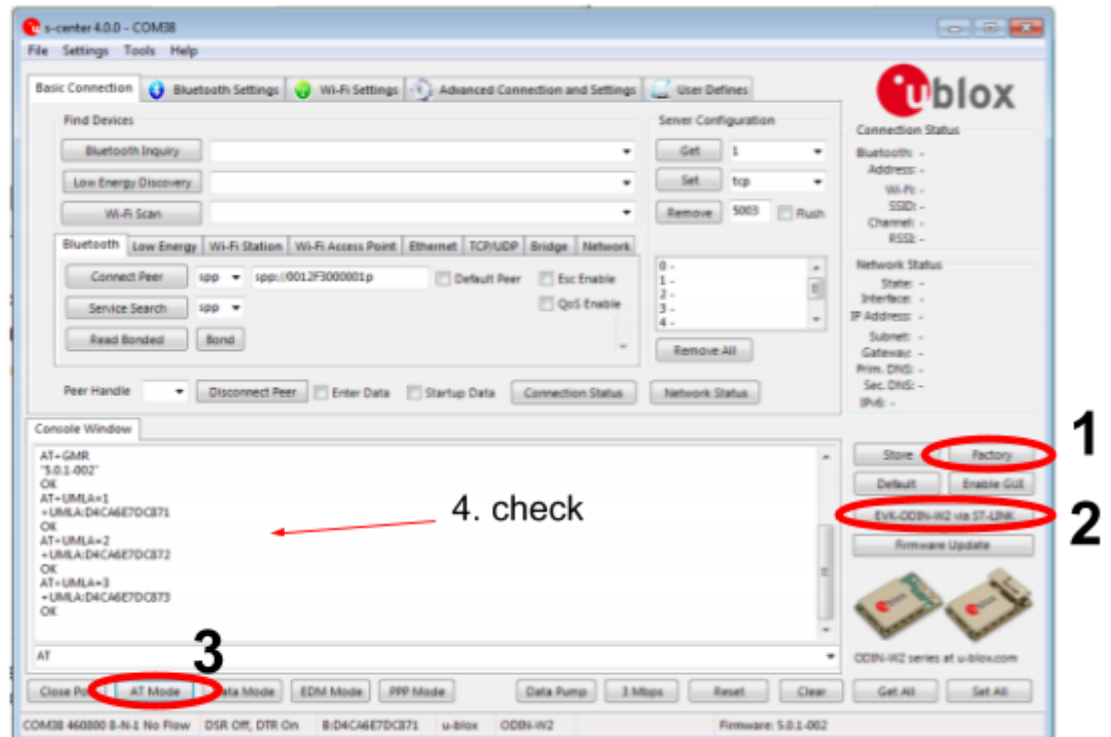 s-center 4.0.0 - COM38
File Settings Tools Help
Basic Connection Bluetooth Settings Wi-Fi Settings Advanced Connection and Settings User Defines
ublox
Find Devices
Bluetooth Inquiry
Low Energy Discovery
Wi-Fi Scan
Server Configuration
Get 1
Set tcp
Remove 5003 Flush
Connection Status
Bluetooth: -
Address: -
Wi-Fi: -
SSID: -
Channel: -
RSSI: -
Bluetooth Low Energy Wi-Fi Station Wi-Fi Access Point Ethernet TCP/UDP Bridge Network
Connect Peer spp spp://0012F3000001p Default Peer Esc Enable
Service Search spp QoS Enable
Read Bonded Bond
0 -
1 -
2 -
3 -
4 -
Remove All
Network Status
State: -
Interface: -
IP Address: -
Subnet: -
Gateway: -
Prim. DNS: -
Sec. DNS: -
IPv6: -
Peer Handle Disconnect Peer Enter Data Startup Data Connection Status Network Status
Console Window
AT+GMR
"5.0.1-002"
OK
AT+UMLA=1
+UMLA:D4CA6E7DC871
OK
AT+UMLA=2
+UMLA:D4CA6E7DC872
OK
AT+UMLA=3
+UMLA:D4CA6E7DC873
OK
4. check
1
Store Factory
Default Enable GUI
EVK-ODIN-W2 via ST-LINK
2
Firmware Update
ublox ublox
ODIN-W2 series at u-blox.com
AT
3
Close Po AT Mode Data Mode EDM Mode PPP Mode Data Pump 3 Mbps Reset Clear Get All Set All
COM38 460800 8-N-1 No Flow DSR Off, DTR On B:D4CA6E7DC871 u-blox ODIN-W2 Firmware: 5.0.1-002